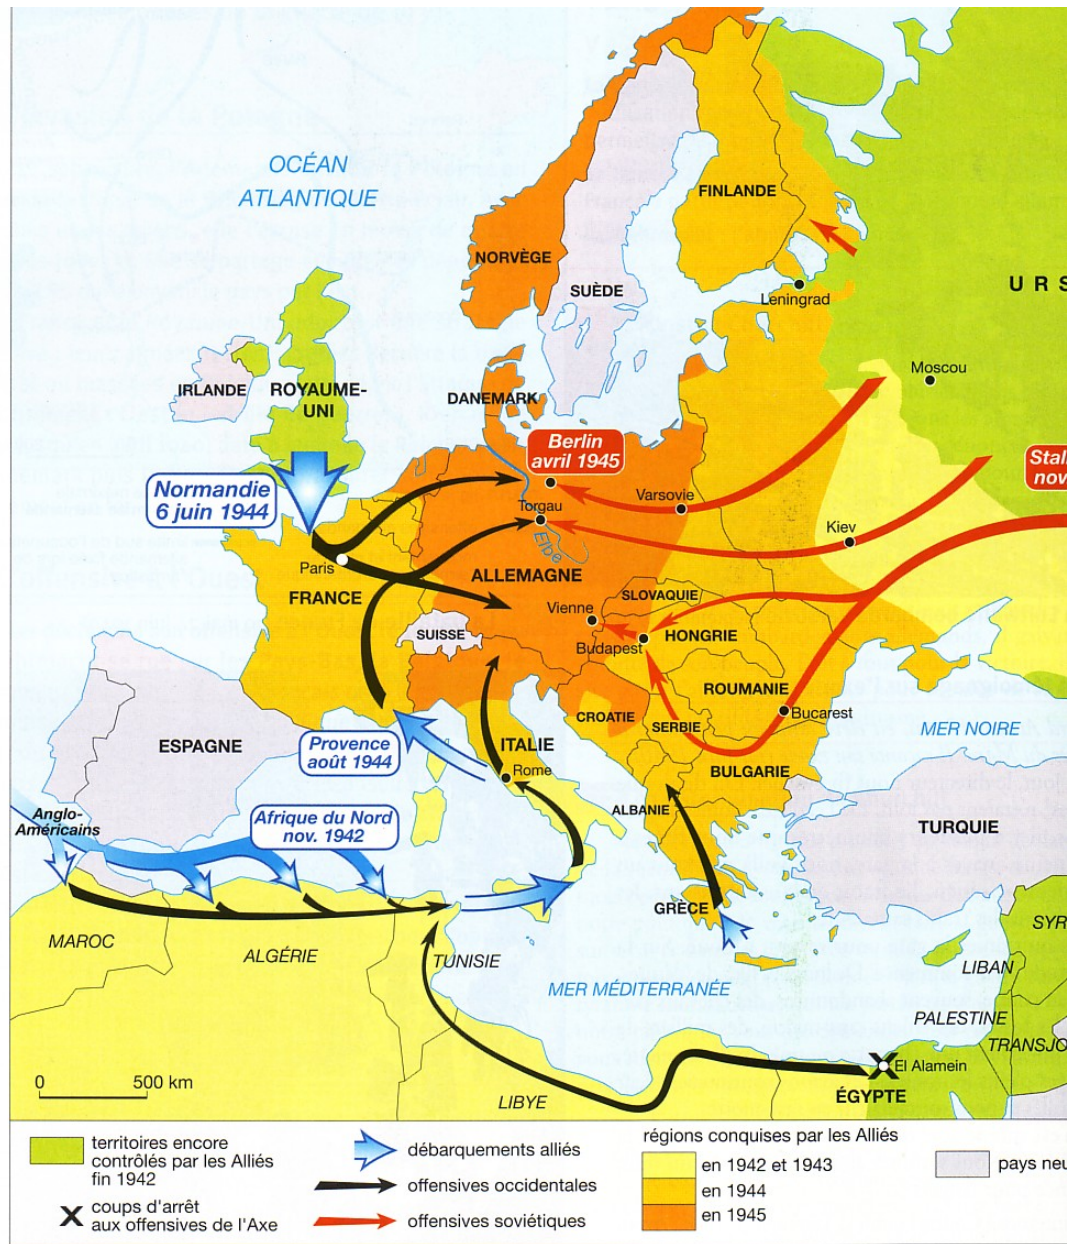 OCÉAN
ATLANTIQUE
FINLANDE
NORVÈGE
SUÈDE
Leningrad
U R S
Moscou
IRLANDE
ROYAUME-
UNI
DANEMARK
Berlin
avril 1945
Stal
nov.
Normandie
6 juin 1944
Varsovie
Torgau
Elbe
Kiev
Paris
ALLEMAGNE
FRANCE
SLOVAQUIE
Vienne
SUISSE
HONGRIE
Budapest
ROUMANIE
CROATIE
Bucarest
SERBIE
MER NOIRE
ESPAGNE
Provence
août 1944
ITALIE
Rome
BULGARIE
ALBANIE
Anglo-
Américains
Afrique du Nord
nov. 1942
TURQUIE
GRÈCE
MAROC
ALGÉRIE
TUNISIE
SYR
LIBAN
MER MÉDITERRANÉE
PALESTINE
TRANSJO
El Alamein
0 500 km
LIBYE
ÉGYPTE
territoires encore
contrôlés par les Alliés
fin 1942
coups d'arrêt
aux offensives de l'Axe
débarquements alliés
offensives occidentales
offensives soviétiques
régions conquises par les Alliés
en 1942 et 1943
en 1944
en 1945
pays neu